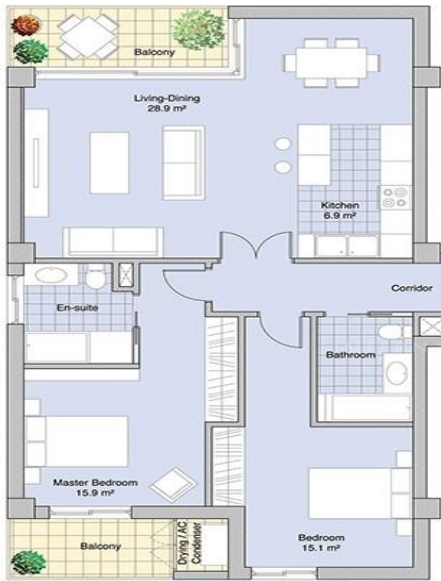 Balcony
Living-Dining
28.9 m²
Kitchen
6.9 m²
Corridor
En-suite
Bathroom
Master Bedroom
15.9 m²
Balcony
Drying / AC
Condenser
Bedroom
15.1 m²